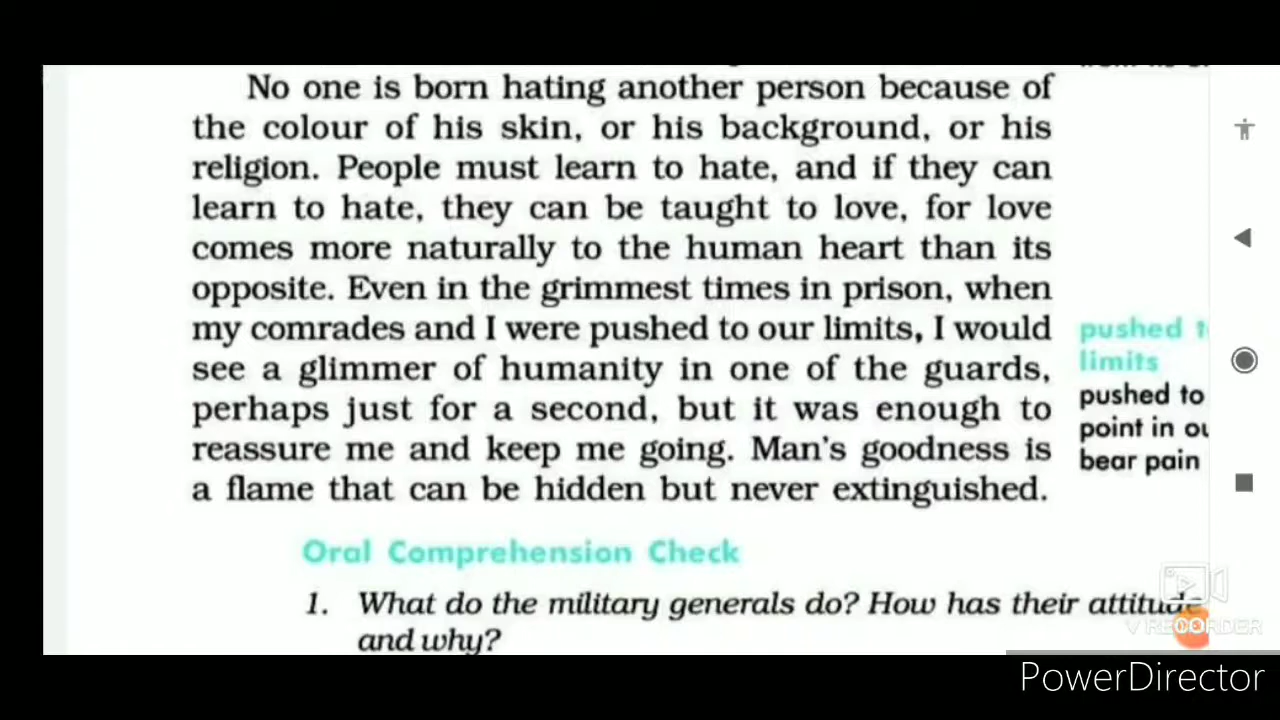 No one is born hating another person because of
the colour of his skin, or his background, or his
religion. People must learn to hate, and if they can
learn to hate, they can be taught to love, for love
comes more naturally to the human heart than its
opposite. Even in the grimmest times in prison, when
my comrades and I were pushed to our limits, I would
see a glimmer of humanity in one of the guards,
perhaps just for a second, but it was enough to
reassure me and keep me going. Man's goodness is
a flame that can be hidden but never extinguished.
pushed
limits
pushed to
point in
bear pain
Oral Comprehension Check
1. What do the military generals do? How has their attitude
and why?
V RECORDER
PowerDirector